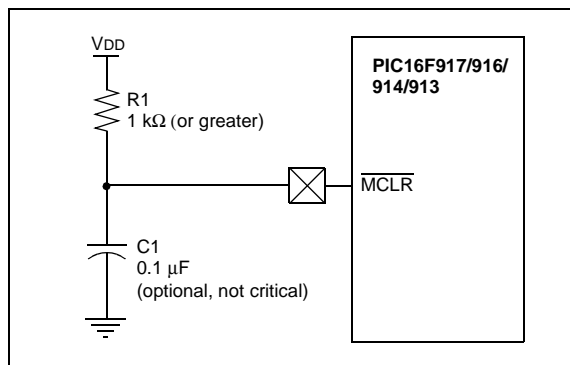 VDD
PIC16F917/916/
914/913
R1
1 kΩ (or greater)
MCLR
C1
0.1 μF
(optional, not critical)